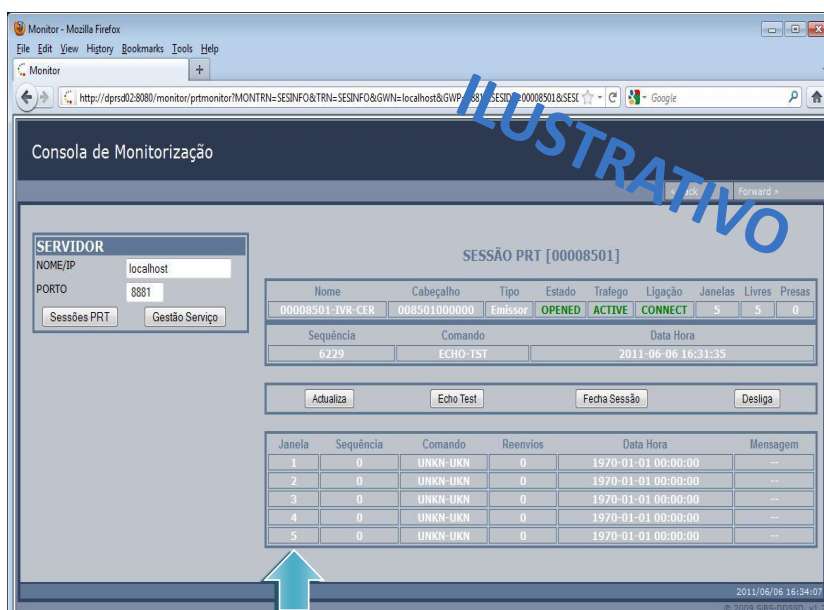 Monitor - Mozilla Firefox
File Edit View History Bookmarks Tools Help
Monitor +
http://dprsd02:8080/monitor/prtmonitor?MONTRN=SESINFO&TRN=SESINFO&GWN=localhost&GWP= Google
ILUSTRATIVO
Consola de Monitorização
Forward »
SERVIDOR
NOME/IP localhost
PORTO 8881
Sessões PRT Gestão Serviço
SESSÃO PRT [00008501]
Nome Cabeçalho Tipo Estado Trafego Ligação Janelas Livres Presas
00008501-IVR-CER 008501000000 Emissor OPENED ACTIVE CONNECT 5 5 0
Sequência Comando Data Hora
6229 ECHO-TST 2011-06-06 16:31:35
Actualiza Echo Test Fecha Sessão Desliga
Janela Sequência Comando Reenvios Data Hora Mensagem
1 0 UNKN-UKN 0 1970-01-01 00:00:00 --
2 0 UNKN-UKN 0 1970-01-01 00:00:00 --
3 0 UNKN-UKN 0 1970-01-01 00:00:00 --
4 0 UNKN-UKN 0 1970-01-01 00:00:00 --
5 0 UNKN-UKN 0 1970-01-01 00:00:00 --
2011/06/06 16:34:07
© 2009 SIBS-DDSSD